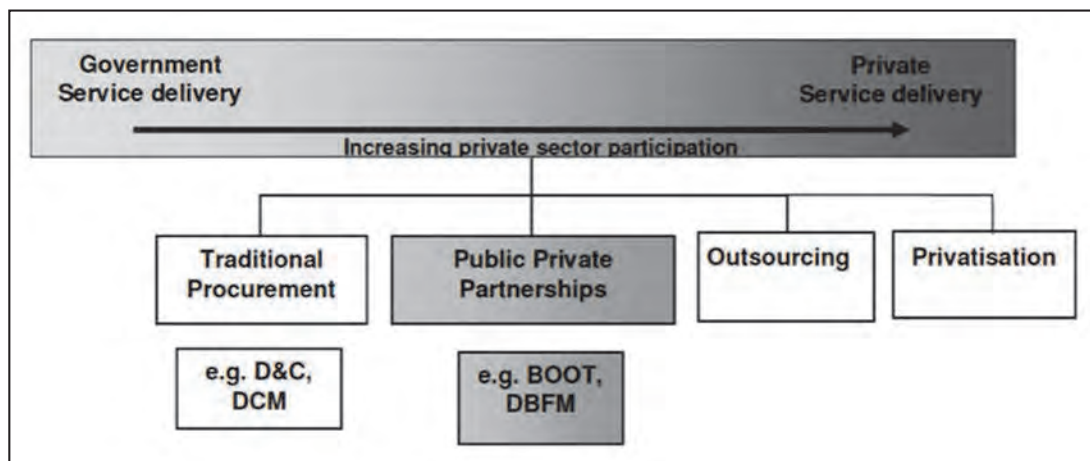 Government
Service delivery
Private
Service delivery
Increasing private sector participation
Traditional
Procurement
Public Private
Partnerships
Outsourcing
Privatisation
e.g. D&C,
DCM
e.g. BOOT,
DBFM